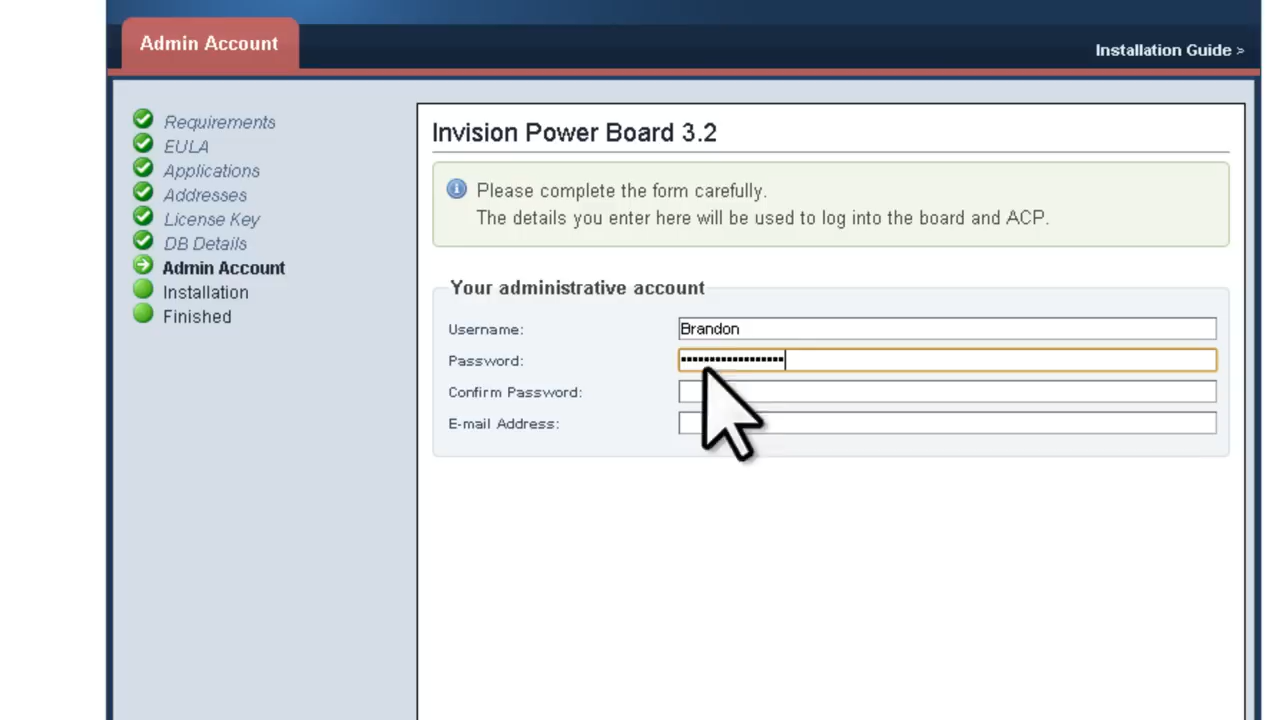 Admin Account
Installation Guide >
Requirements
EULA
Applications
Addresses
License Key
DB Details
Admin Account
Installation
Finished
Invision Power Board 3.2
Please complete the form carefully.
The details you enter here will be used to log into the board and ACP.
Your administrative account
Username: Brandon
Password: ••••••••••••••••••
Confirm Password:
E-mail Address: